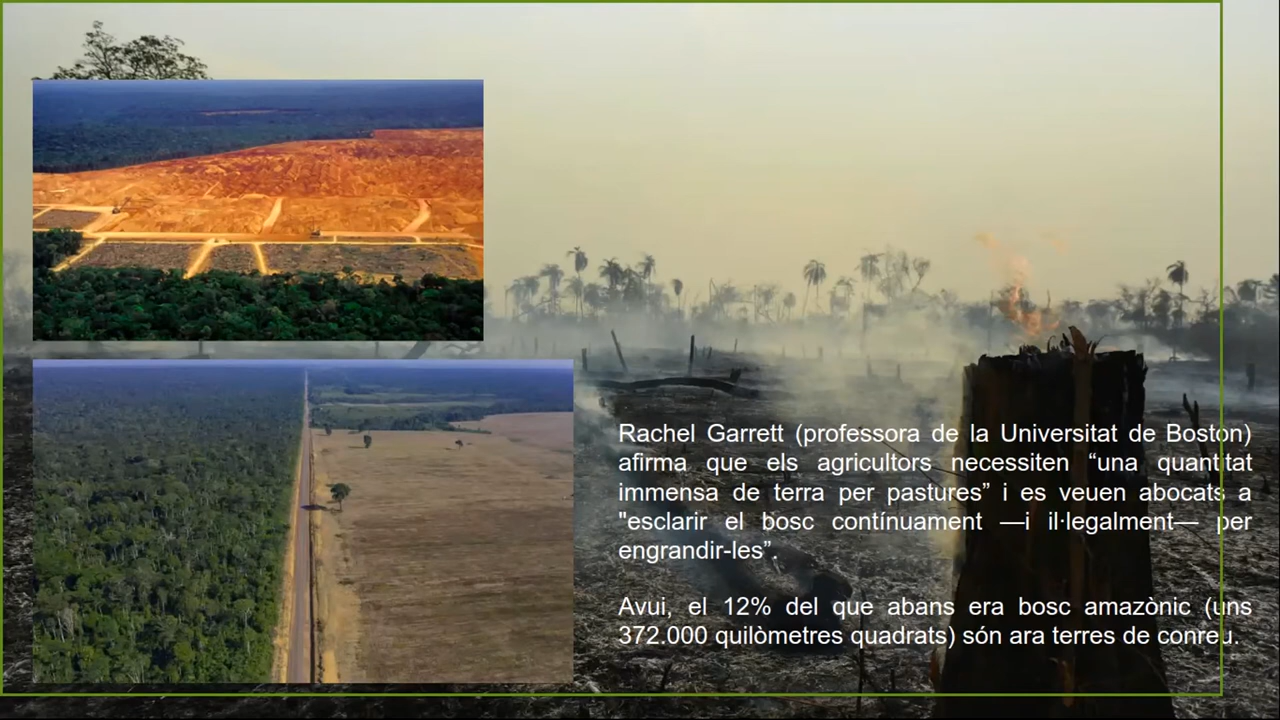 Rachel Garrett (professora de la Universitat de Boston)
afirma que els agricultors necessiten “una quantitat
immensa de terra per pastures” i es veuen abocats a
"esclarir el bosc contínuament —i il·legalment— per
engrandir-les”.
Avui, el 12% del que abans era bosc amazònic (uns
372.000 quilòmetres quadrats) són ara terres de conreu.